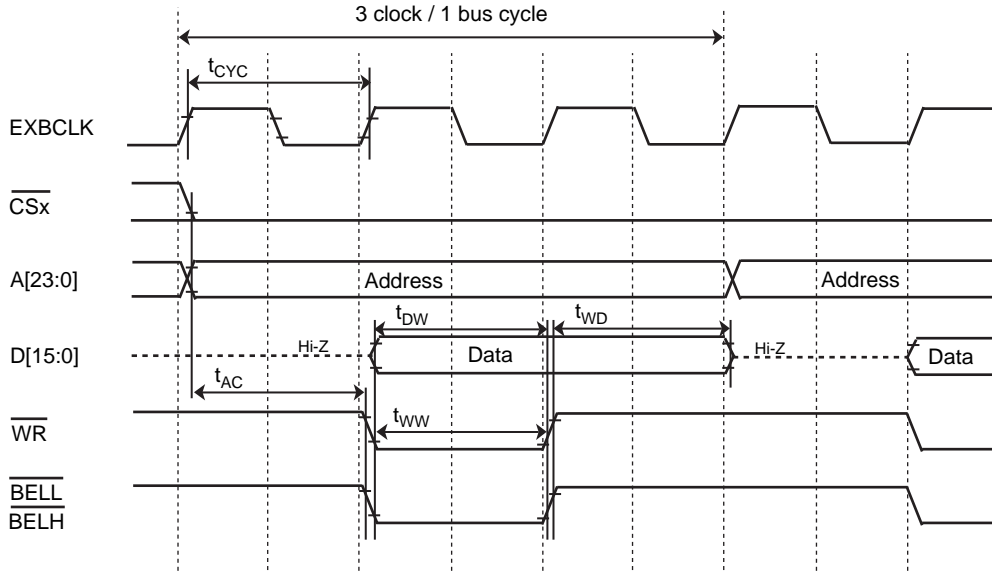 3 clock / 1 bus cycle
tCYC
EXBCLK
CSx
A[23:0]
Address
Address
tDW
tWD
D[15:0]
Hi-Z
Data
Hi-Z
Data
tAC
WR
tWW
BELL
BELH